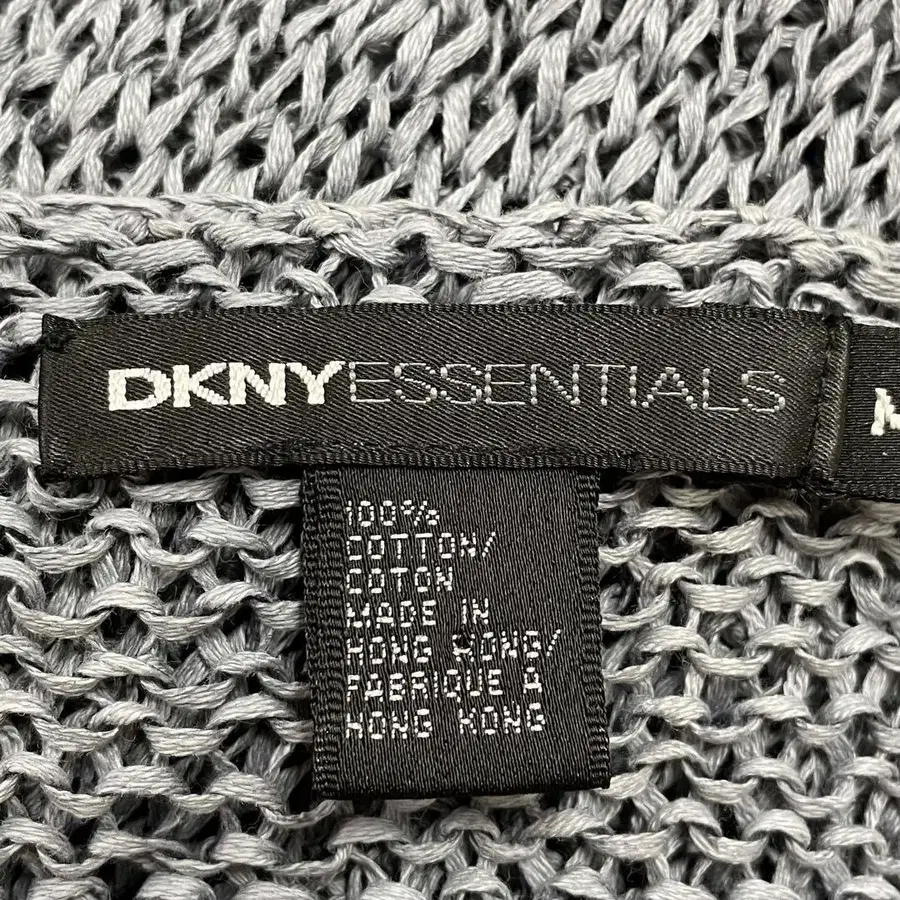 DKNYESSENTIALS
M
100%
COTTON/
COTON
MADE IN
HONG KONG/
FABRIQUE A
HONG KONG